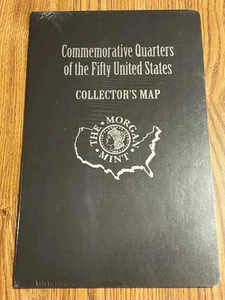 Commemorative Quarters
of the Fifty United States
COLLECTOR'S MAP
THE MORGAN
MINT